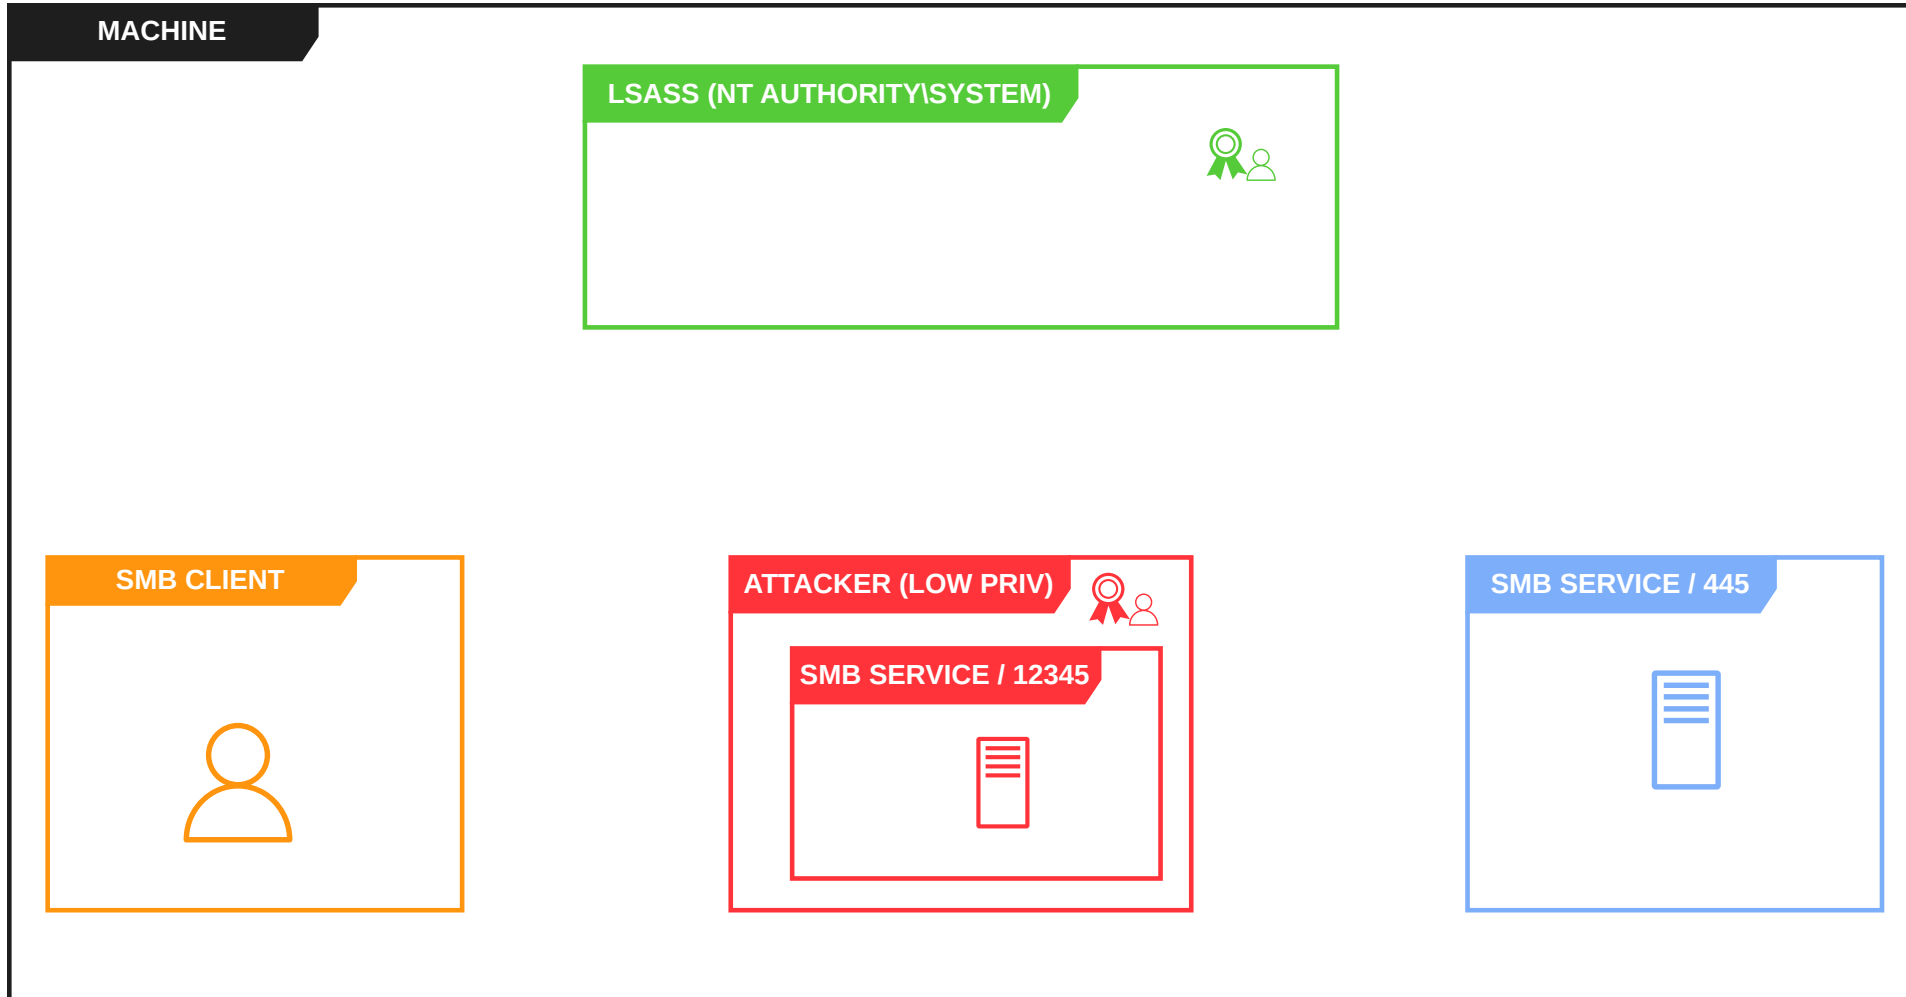 MACHINE
LSASS (NT AUTHORITY\SYSTEM)
SMB CLIENT
ATTACKER (LOW PRIV)
SMB SERVICE / 12345
SMB SERVICE / 445